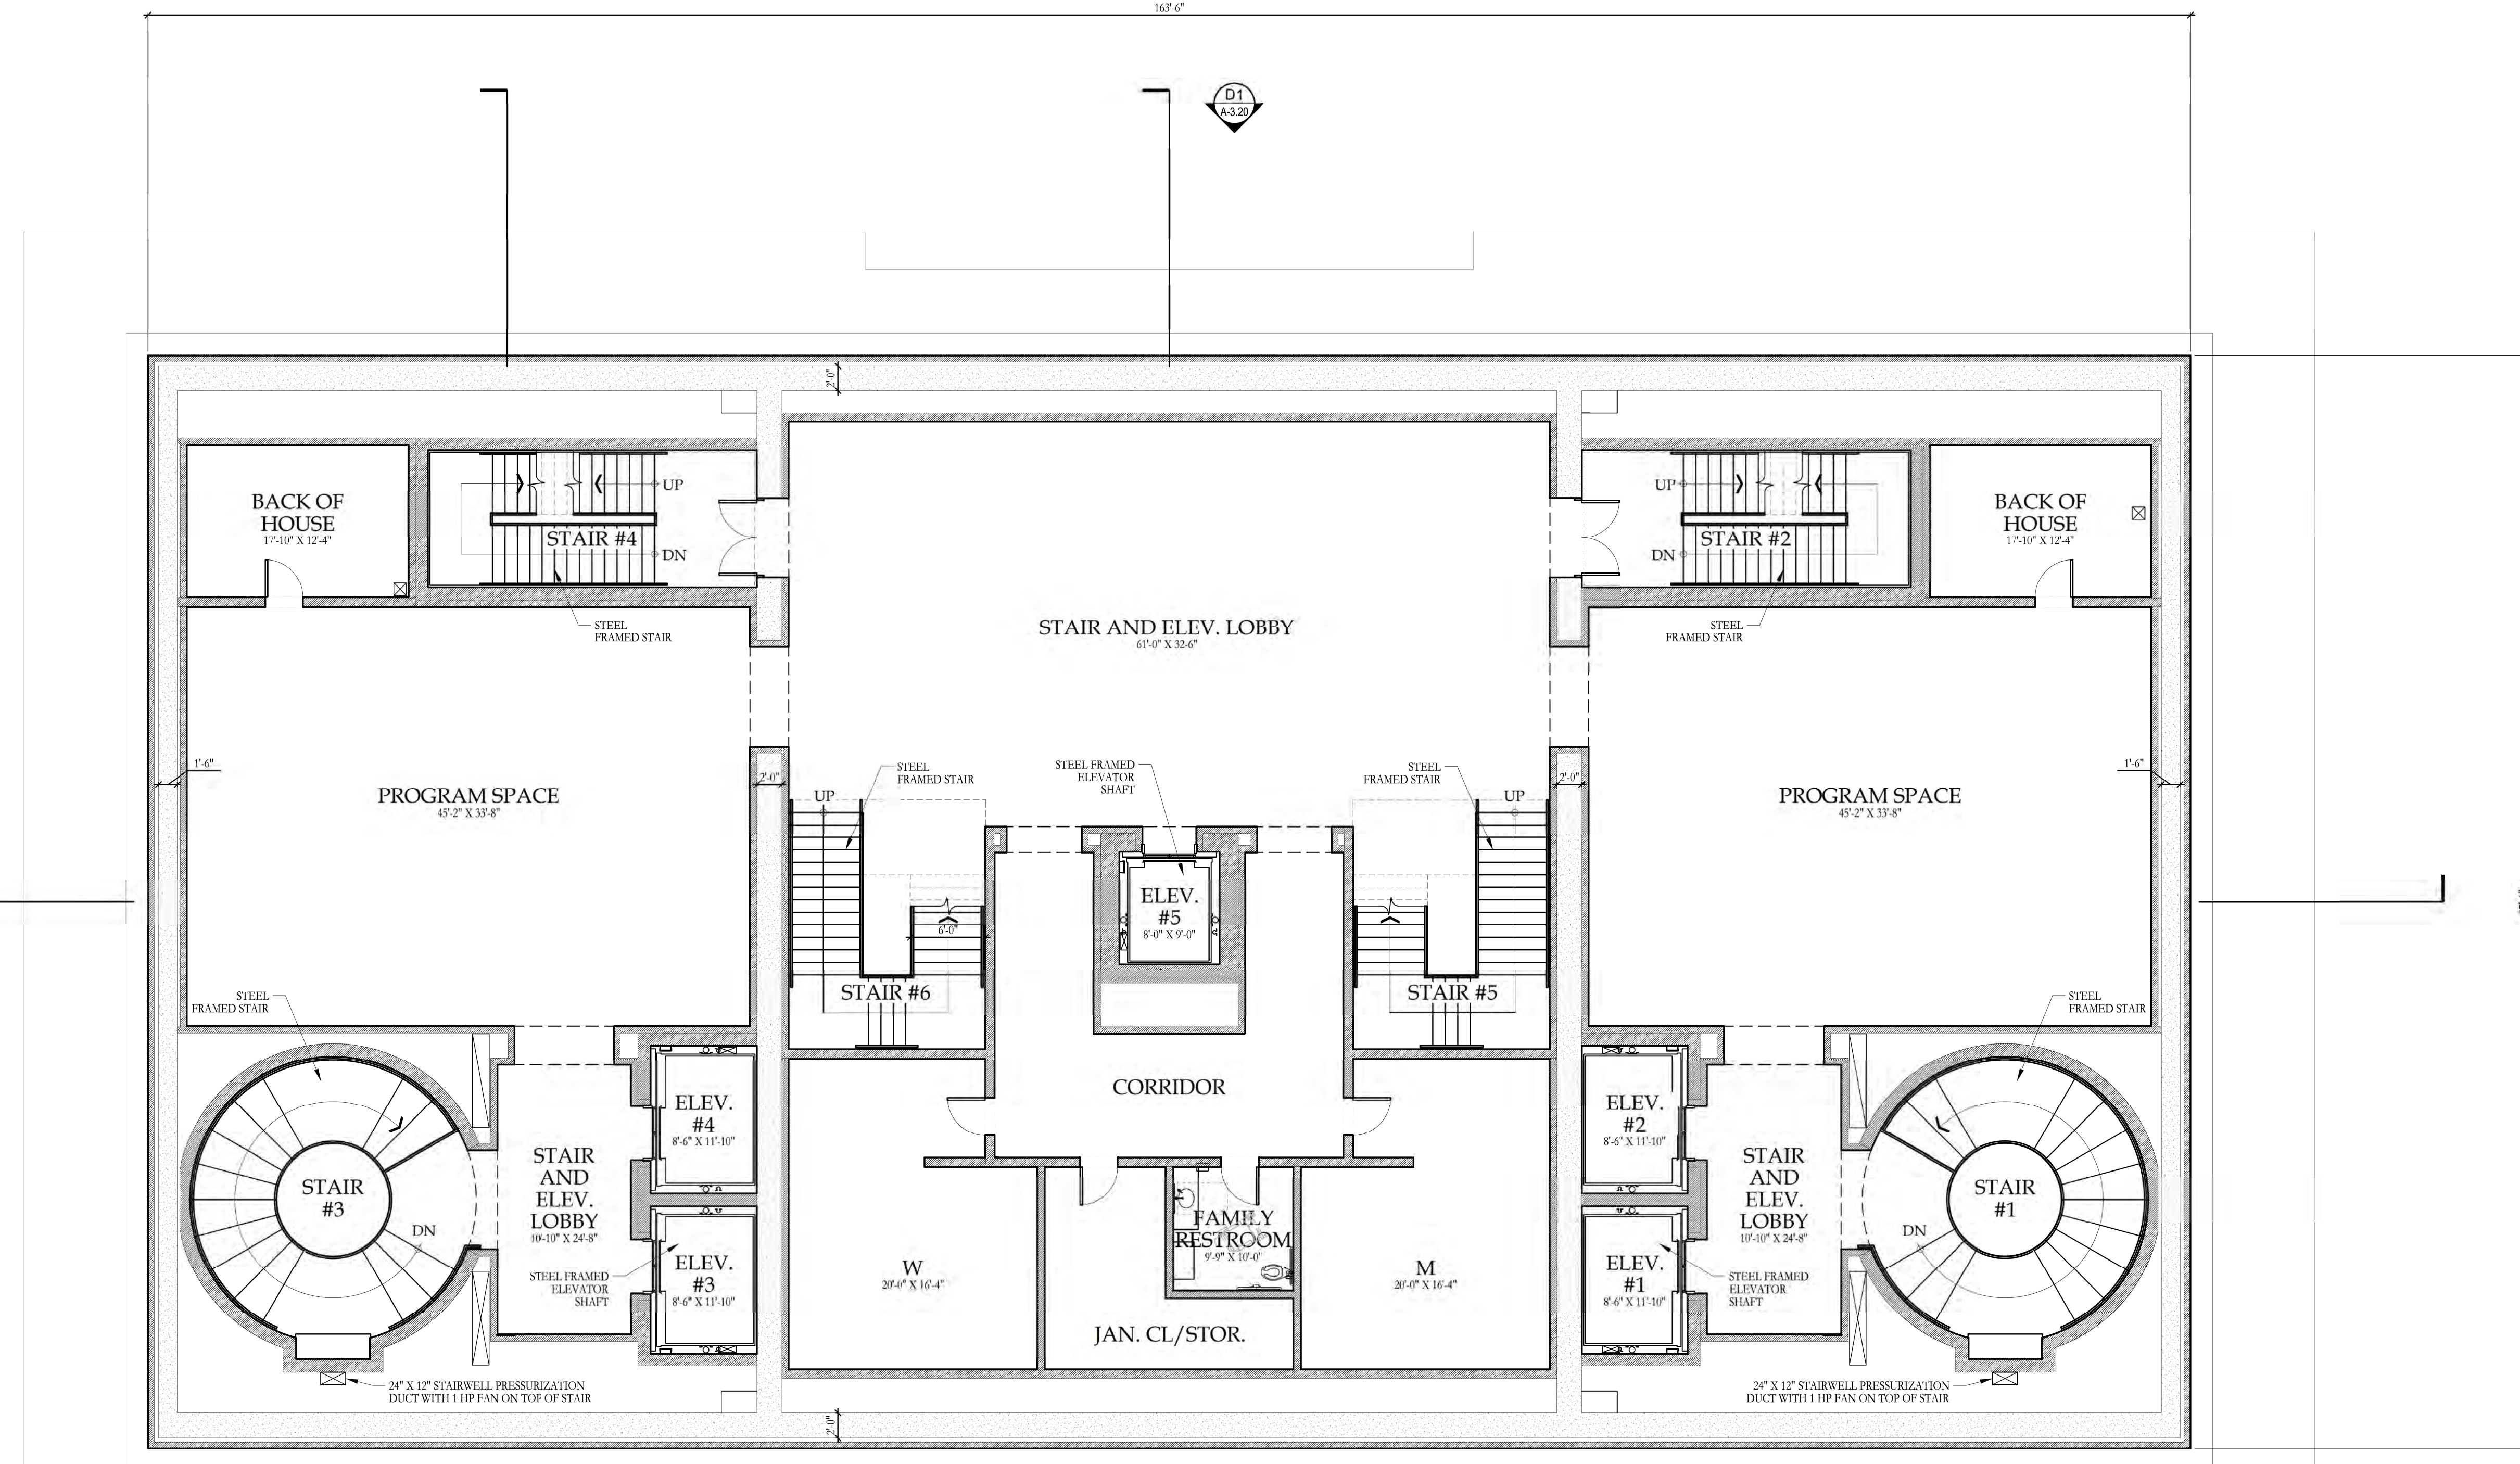 163'-6"
D1
A-3.20
2'-0"
BACK OF
HOUSE
17'-10" X 12'-4"
UP
STAIR #4
DN
STEEL
FRAMED STAIR
STAIR AND ELEV. LOBBY
61'-0" X 32-6"
UP
STAIR #2
DN
STEEL
FRAMED STAIR
BACK OF
HOUSE
17'-10" X 12'-4"
1'-6"
PROGRAM SPACE
45'-2" X 33'-8"
2'-0"
UP
STEEL
FRAMED STAIR
STEEL FRAMED
ELEVATOR
SHAFT
STEEL
FRAMED STAIR
UP
2'-0"
PROGRAM SPACE
45'-2" X 33'-8"
1'-6"
6'-0"
STAIR #6
ELEV.
#5
8'-0" X 9'-0"
STAIR #5
STEEL
FRAMED STAIR
STEEL
FRAMED STAIR
STAIR
#3
DN
STAIR
AND
ELEV.
LOBBY
10'-10" X 24'-8"
ELEV.
#4
8'-6" X 11'-10"
STEEL FRAMED
ELEVATOR
SHAFT
ELEV.
#3
8'-6" X 11'-10"
CORRIDOR
W
20'-0" X 16'-4"
FAMILY
RESTROOM
9'-9" X 10'-0"
JAN. CL/STOR.
M
20'-0" X 16'-4"
ELEV.
#2
8'-6" X 11'-10"
ELEV.
#1
8'-6" X 11'-10"
STAIR
AND
ELEV.
LOBBY
10'-10" X 24'-8"
STEEL FRAMED
ELEVATOR
SHAFT
STAIR
#1
DN
24" X 12" STAIRWELL PRESSURIZATION
DUCT WITH 1 HP FAN ON TOP OF STAIR
2'-0"
24" X 12" STAIRWELL PRESSURIZATION
DUCT WITH 1 HP FAN ON TOP OF STAIR